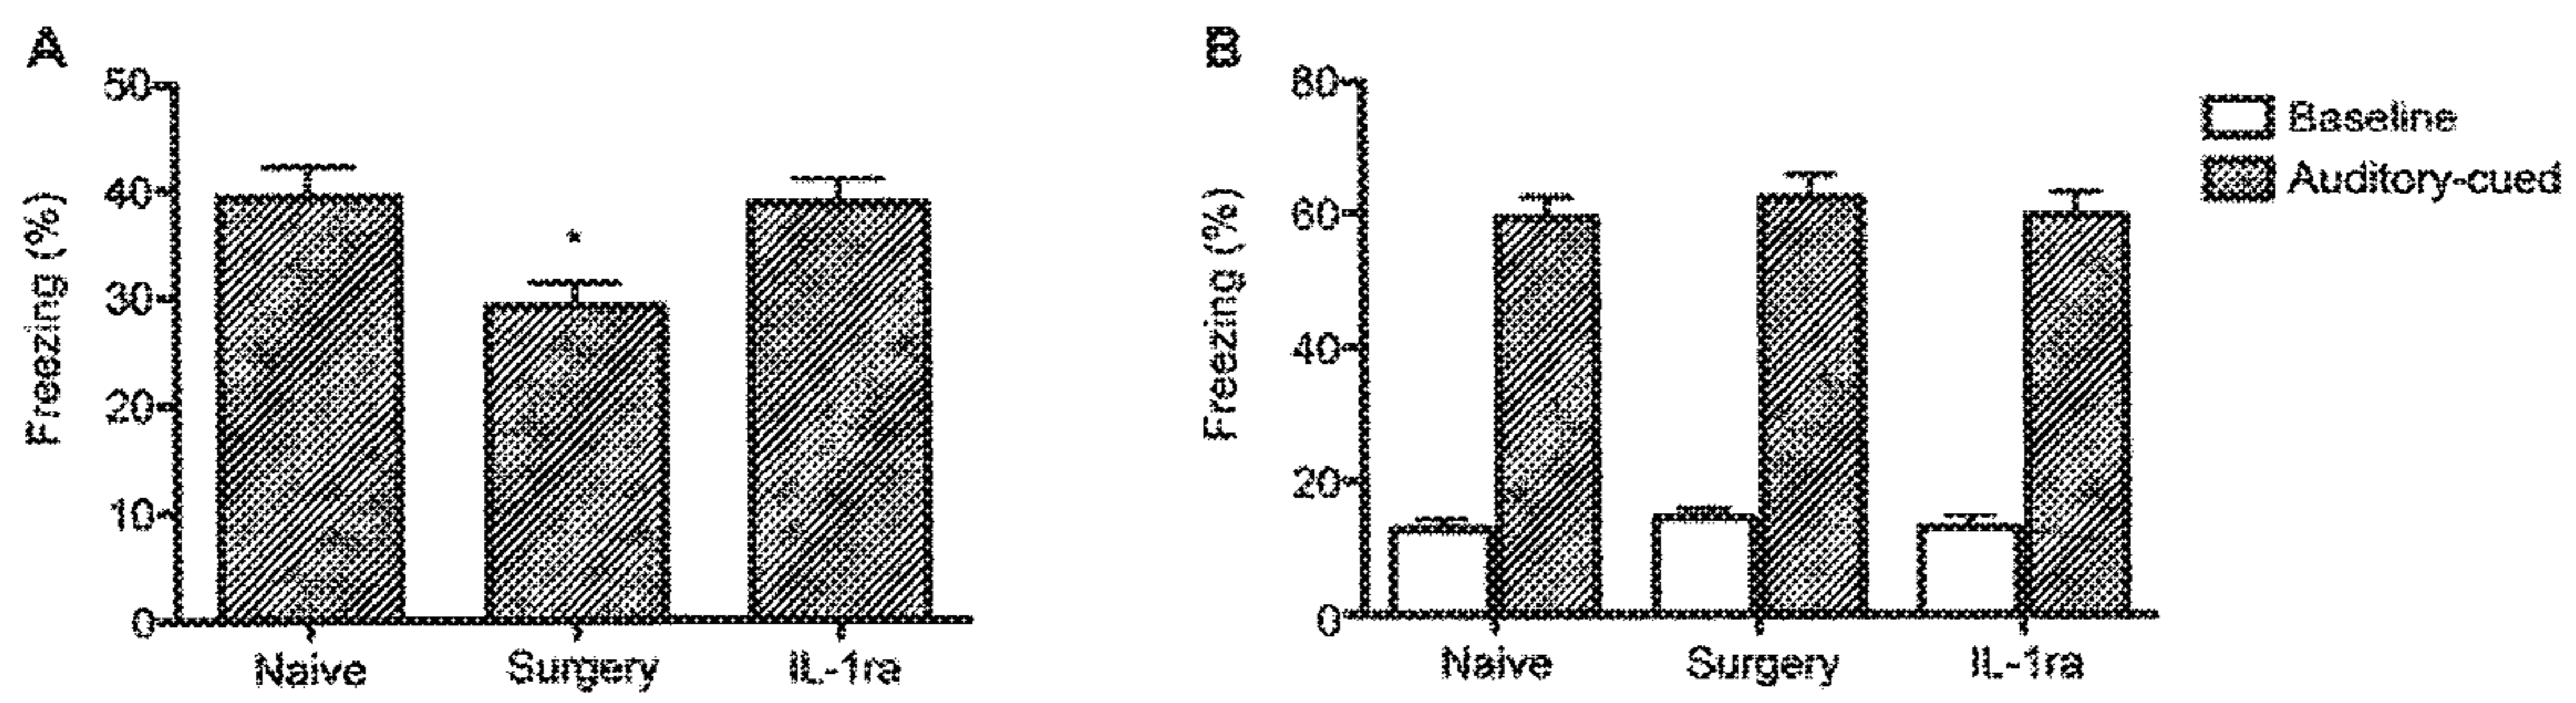 A
50
40
30
20
10
0
Freezing (%)
*
Naive
Surgery
IL-1ra
B
80
60
40
20
0
Freezing (%)
Naive
Surgery
IL-1ra
Baseline
Auditory-cued